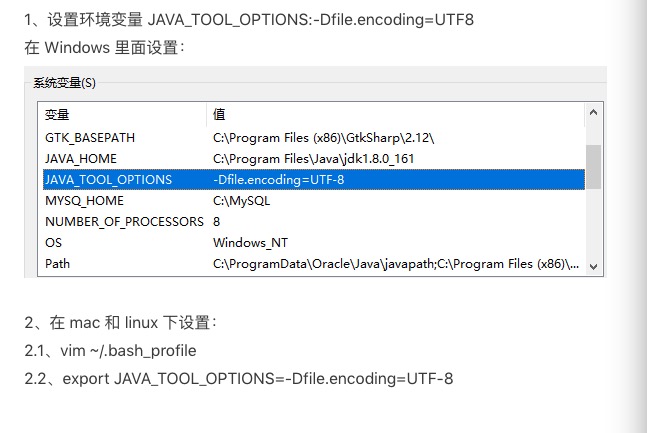 1、设置环境变量 JAVA_TOOL_OPTIONS:-Dfile.encoding=UTF8
在 Windows 里面设置：
系统变量(S)
变量 值
GTK_BASEPATH C:\Program Files (x86)\GtkSharp\2.12\
JAVA_HOME C:\Program Files\Java\jdk1.8.0_161
JAVA_TOOL_OPTIONS -Dfile.encoding=UTF-8
MYSQ_HOME C:\MySQL
NUMBER_OF_PROCESSORS 8
OS Windows_NT
Path C:\ProgramData\Oracle\Java\javapath;C:\Program Files (x86)\...
2、在 mac 和 linux 下设置：
2.1、vim ~/.bash_profile
2.2、export JAVA_TOOL_OPTIONS=-Dfile.encoding=UTF-8